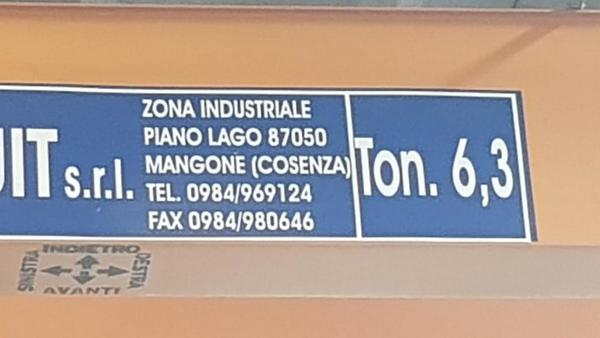 s.r.l.
ZONA INDUSTRIALE
PIANO LAGO 87050
MANGONE (COSENZA)
TEL. 0984/969124
FAX 0984/980646
Ton. 6,3
INDIETRO
SINISTRA
DESTRA
AVANTI